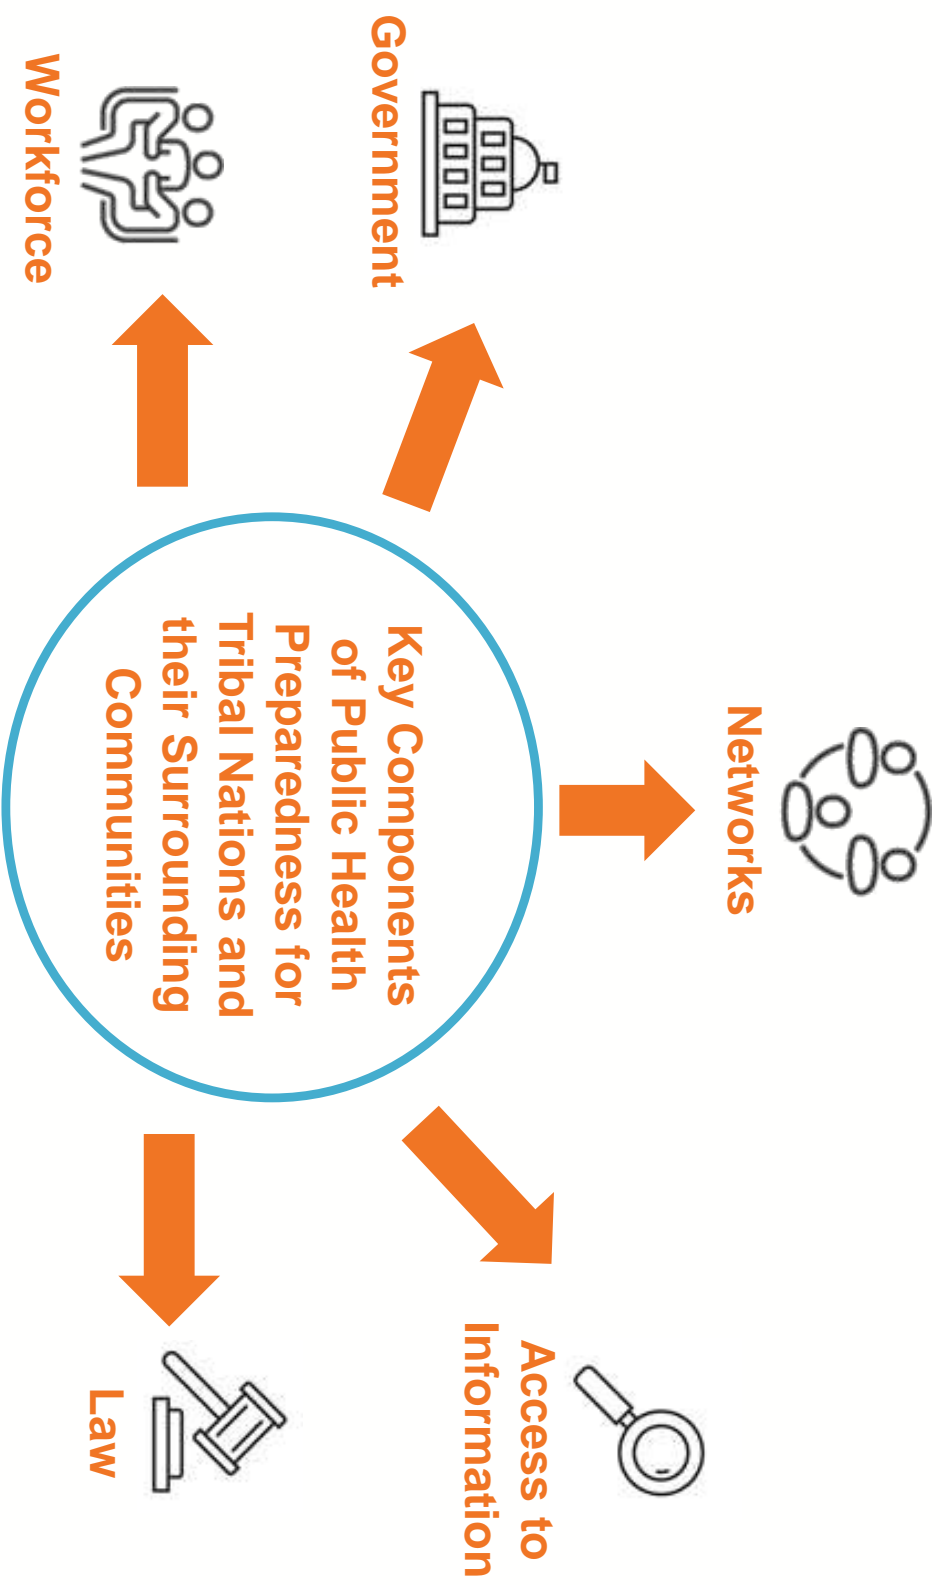 Networks
Government
Access to
Information
Workforce
Key Components
of Public Health
Preparedness for
Tribal Nations and
their Surrounding
Communities
Law